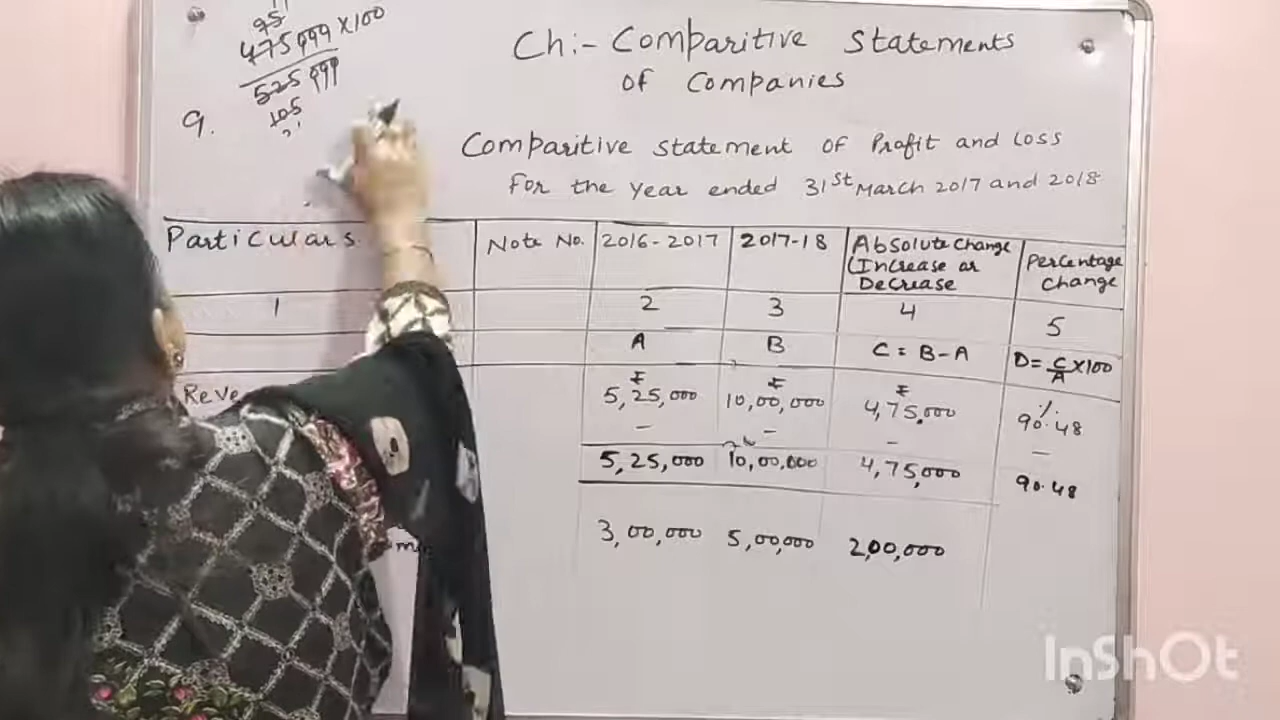 95
475000 X100
525 000
105
21
9.
Ch:- Comparitive Statements
of Companies
Comparitive statement of Profit and Loss
For the year ended 31st March 2017 and 2018
Particulars Note No. 2016-2017 2017-18 Absolute Change (Increase or Decrease Percentage Change
1 2 3 4 5
A B C = B-A D= C/A X100
₹ ₹ ₹ %
Reve 5,25,000 10,00,000 4,75,000 90.48
- - - -
5,25,000 10,00,000 4,75,000 90.48
3,00,000 5,00,000 2,00,000
InShOt